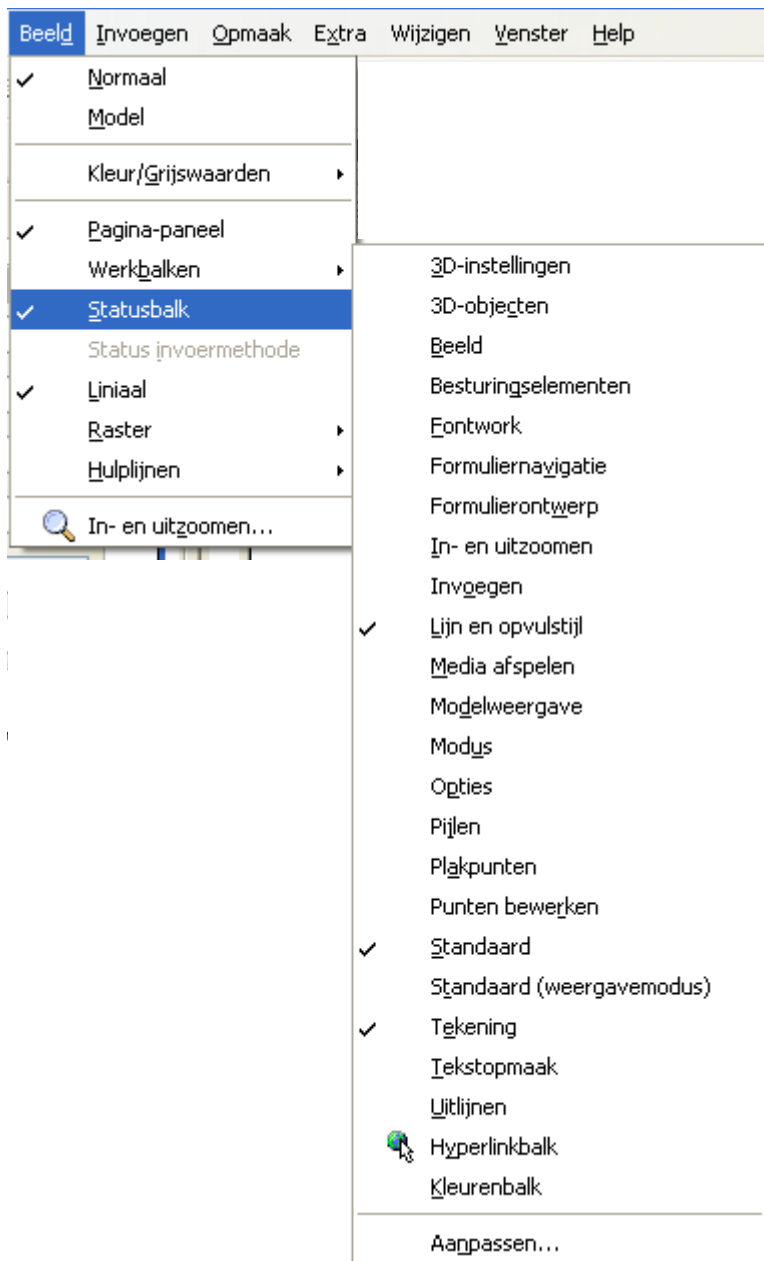 Beeld Invoegen Opmaak Extra Wijzigen Venster Help
Normaal
Model
Kleur/Grijswaarden
Pagina-paneel
Werkbalken
Statusbalk
Status invoermethode
Liniaal
Raster
Hulplijnen
In- en uitzoomen...
3D-instellingen
3D-objecten
Beeld
Besturingselementen
Fontwork
Formuliernavigatie
Formulierontwerp
In- en uitzoomen
Invoegen
Lijn en opvulstijl
Media afspelen
Modelweergave
Modus
Opties
Pijlen
Plakpunten
Punten bewerken
Standaard
Standaard (weergavemodus)
Tekening
Tekstopmaak
Uitlijnen
Hyperlinkbalk
Kleurenbalk
Aanpassen...